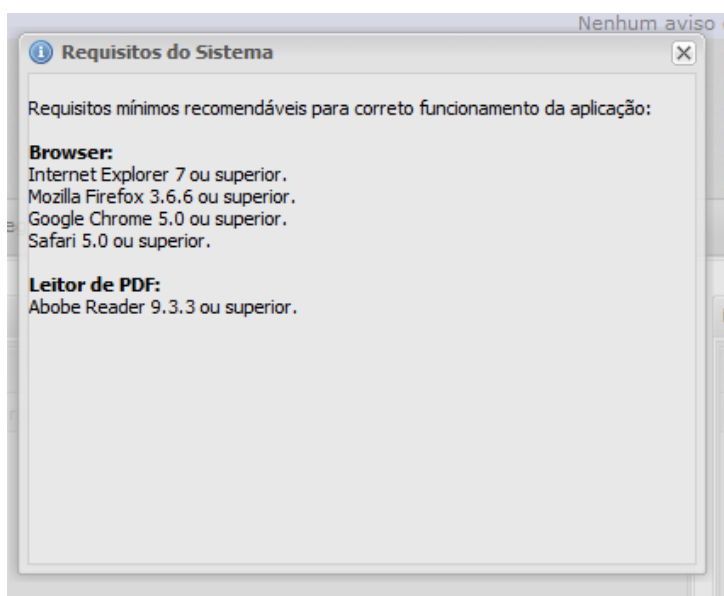 Nenhum aviso
Requisitos do Sistema
Requisitos mínimos recomendáveis para correto funcionamento da aplicação:
Browser:
Internet Explorer 7 ou superior.
Mozilla Firefox 3.6.6 ou superior.
Google Chrome 5.0 ou superior.
Safari 5.0 ou superior.
Leitor de PDF:
Abobe Reader 9.3.3 ou superior.